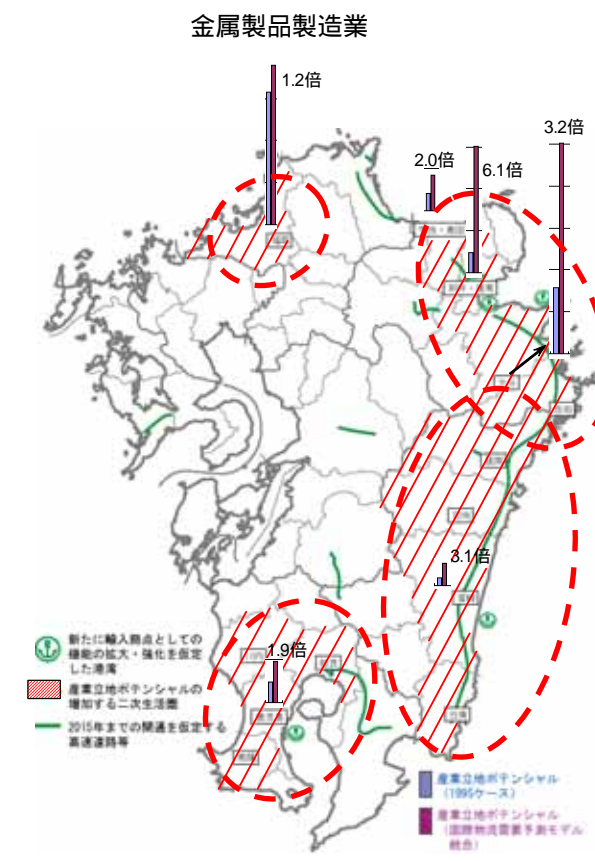 金属製品製造業
1.2倍
3.2倍
2.0倍
6.1倍
3.1倍
1.9倍
新たに輸入拠点としての
機能の拡大・強化を仮定
した港湾
産業立地ポテンシャルの
増加する二次生活圏
2015年までの開通を仮定する
高速道路等
産業立地ポテンシャル
(1995ケース)
産業立地ポテンシャル
(国際物流需要予測モデル
統合)